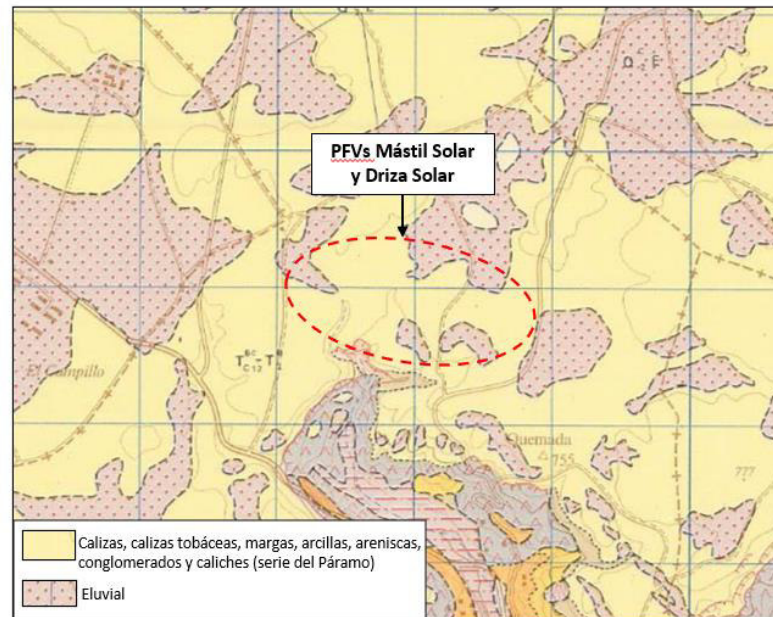 PFVs Mástil Solar
y Driza Solar
El Campillo
Quemada
755
???
Calizas, calizas tobáceas, margas, arcillas, areniscas,
conglomerados y caliches (serie del Páramo)
Eluvial